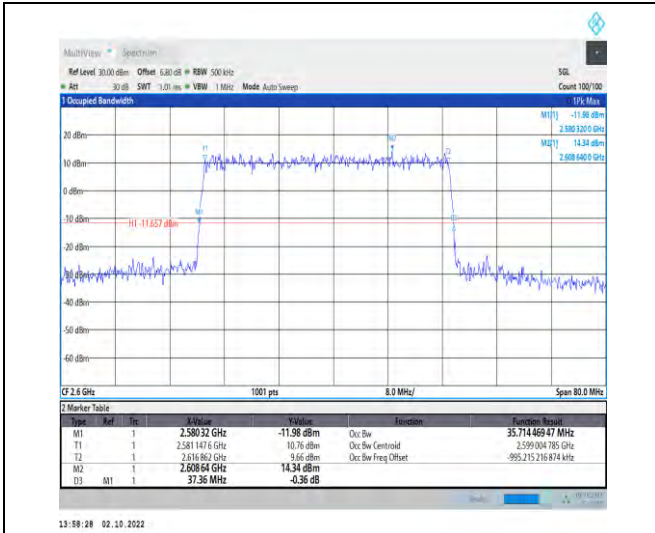 MultiView Spectrum
Ref Level 30.00 dBm Offset 6.80 dB RBW 500 kHz SGL
Att 30 dB SWT 1.01 ms VBW 1 MHz Mode Auto Sweep Count 100/100
1 Occupied Bandwidth 1Pk Max
M1[1] -11.98 dBm
2.580 320 0 GHz
M2[1] 14.34 dBm
2.608 640 0 GHz
20 dBm
M2
T1 T2
10 dBm
0 dBm
M1
-10 dBm
H1 -11.657 dBm
D3
-20 dBm
-30 dBm
-40 dBm
-50 dBm
-60 dBm
CF 2.6 GHz 1001 pts 8.0 MHz/ Span 80.0 MHz
2 Marker Table
Type Ref Trc X-Value Y-Value Function Function Result
M1 1 2.580 32 GHz -11.98 dBm Occ Bw 35.714 469 47 MHz
T1 1 2.581 147 6 GHz 10.76 dBm Occ Bw Centroid 2.599 004 785 GHz
T2 1 2.616 862 GHz 9.66 dBm Occ Bw Freq Offset -995.215 216 874 kHz
M2 1 2.608 64 GHz 14.34 dBm
D3 M1 1 37.36 MHz -0.36 dB
13:58:28 02.10.2022